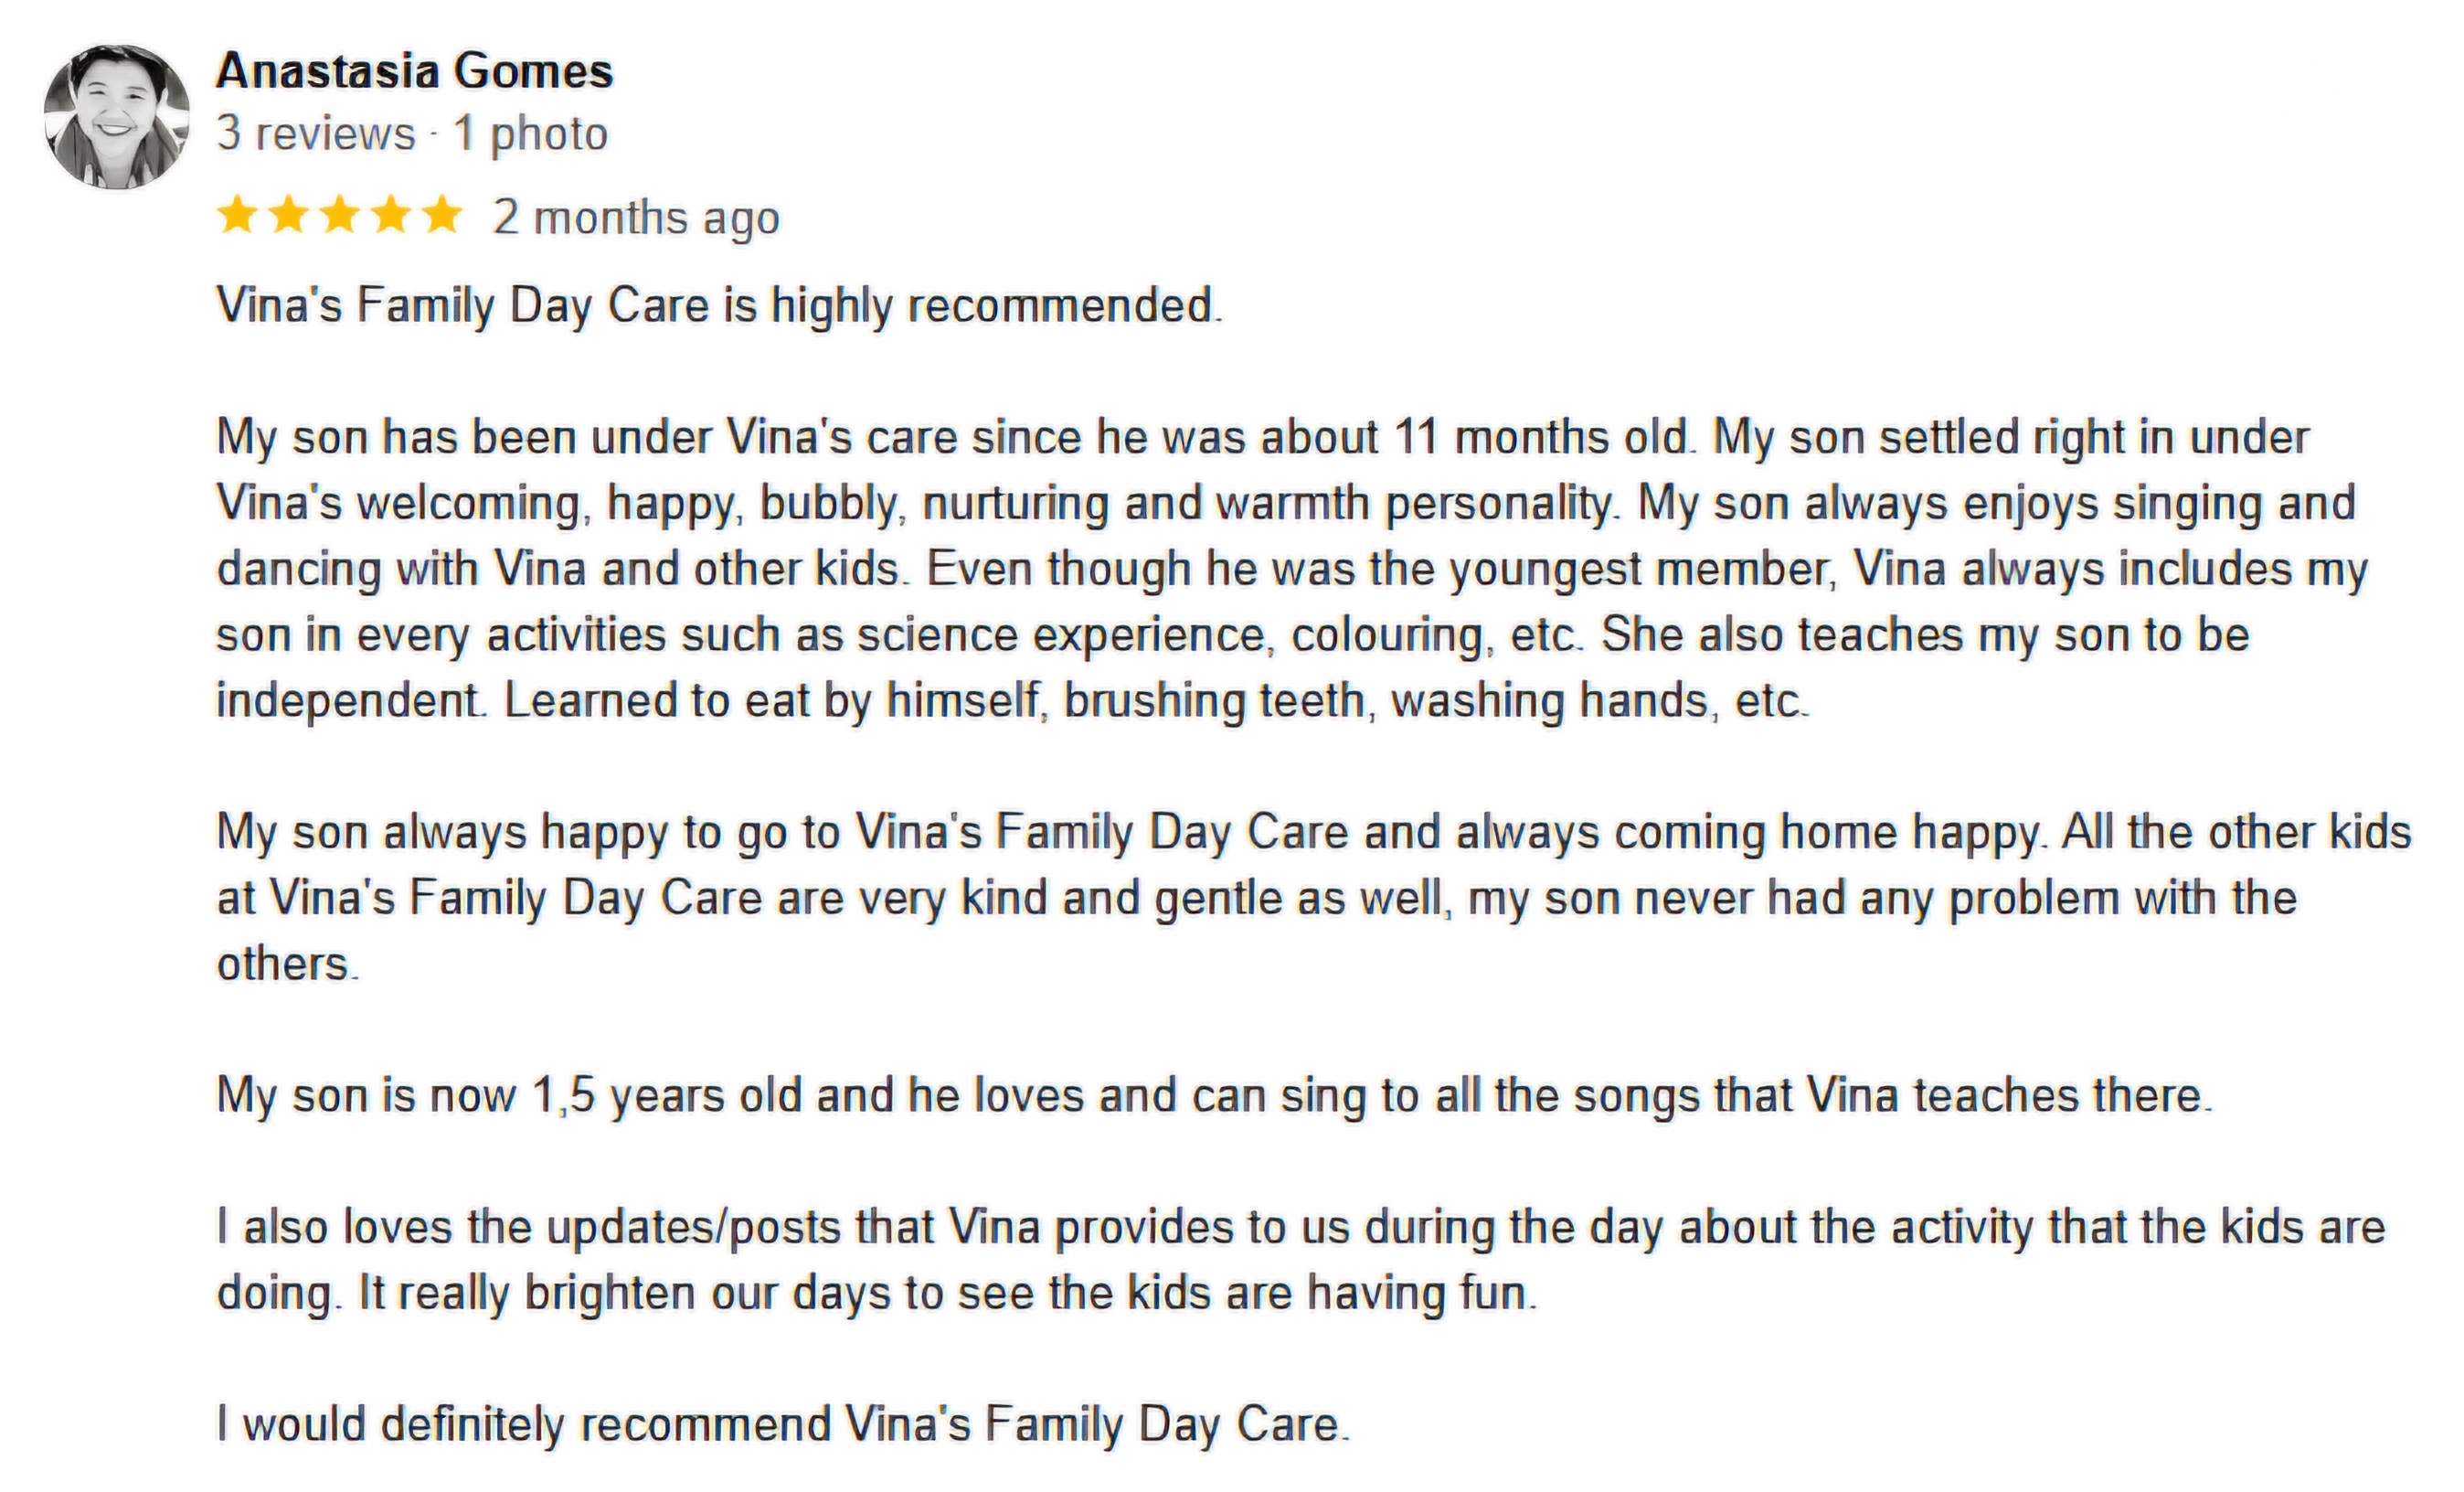 Anastasia Gomes
3 reviews · 1 photo
2 months ago
Vina's Family Day Care is highly recommended.
My son has been under Vina's care since he was about 11 months old. My son settled right in under
Vina's welcoming, happy, bubbly, nurturing and warmth personality. My son always enjoys singing and
dancing with Vina and other kids. Even though he was the youngest member, Vina always includes my
son in every activities such as science experience, colouring, etc. She also teaches my son to be
independent. Learned to eat by himself, brushing teeth, washing hands, etc.
My son always happy to go to Vina's Family Day Care and always coming home happy. All the other kids
at Vina's Family Day Care are very kind and gentle as well, my son never had any problem with the
others.
My son is now 1,5 years old and he loves and can sing to all the songs that Vina teaches there.
I also loves the updates/posts that Vina provides to us during the day about the activity that the kids are
doing. It really brighten our days to see the kids are having fun.
I would definitely recommend Vina's Family Day Care.